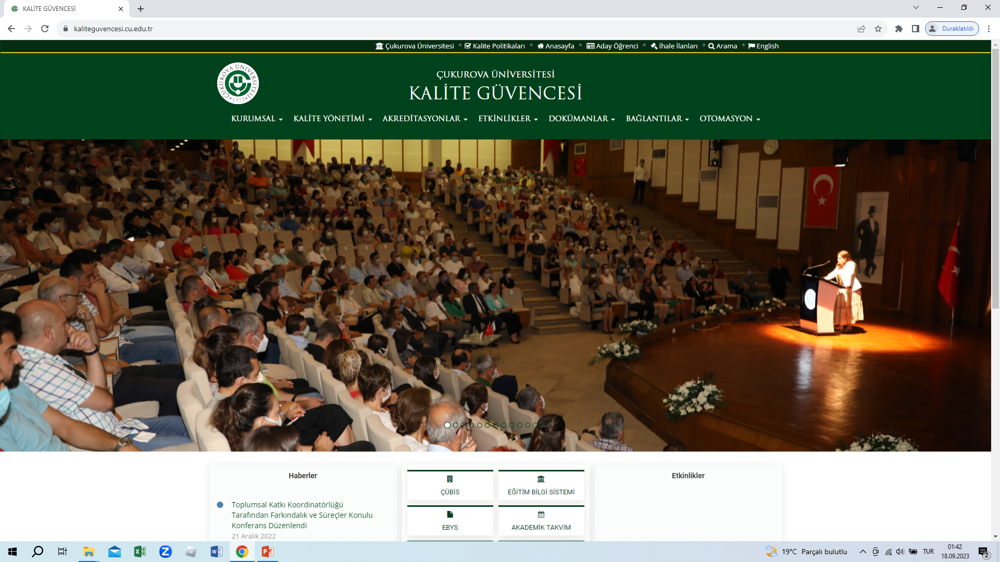 KALİTE GÜVENCESİ
kaliteguvencesi.cu.edu.tr
Duraklatıldı
Çukurova Üniversitesi * Kalite Politikaları * Anasayfa * Aday Öğrenci * İhale İlanları * Arama * English
ÇUKUROVA ÜNİVERSİTESİ
1973
ÇUKUROVA ÜNİVERSİTESİ
KALİTE GÜVENCESİ
KURUMSAL KALİTE YÖNETİMİ AKREDİTASYONLAR ETKİNLİKLER DOKÜMANLAR BAĞLANTILAR OTOMASYON
Haberler
Toplumsal Katkı Koordinatörlüğü
Tarafından Farkındalık ve Süreçler Konulu
Konferans Düzenlendi
21 Aralık 2022
ÇÜBİS
EĞİTİM BİLGİ SİSTEMİ
EBYS
AKADEMİK TAKVİM
Etkinlikler
19°C Parçalı bulutlu
TUR
01:42
18.09.2023
2